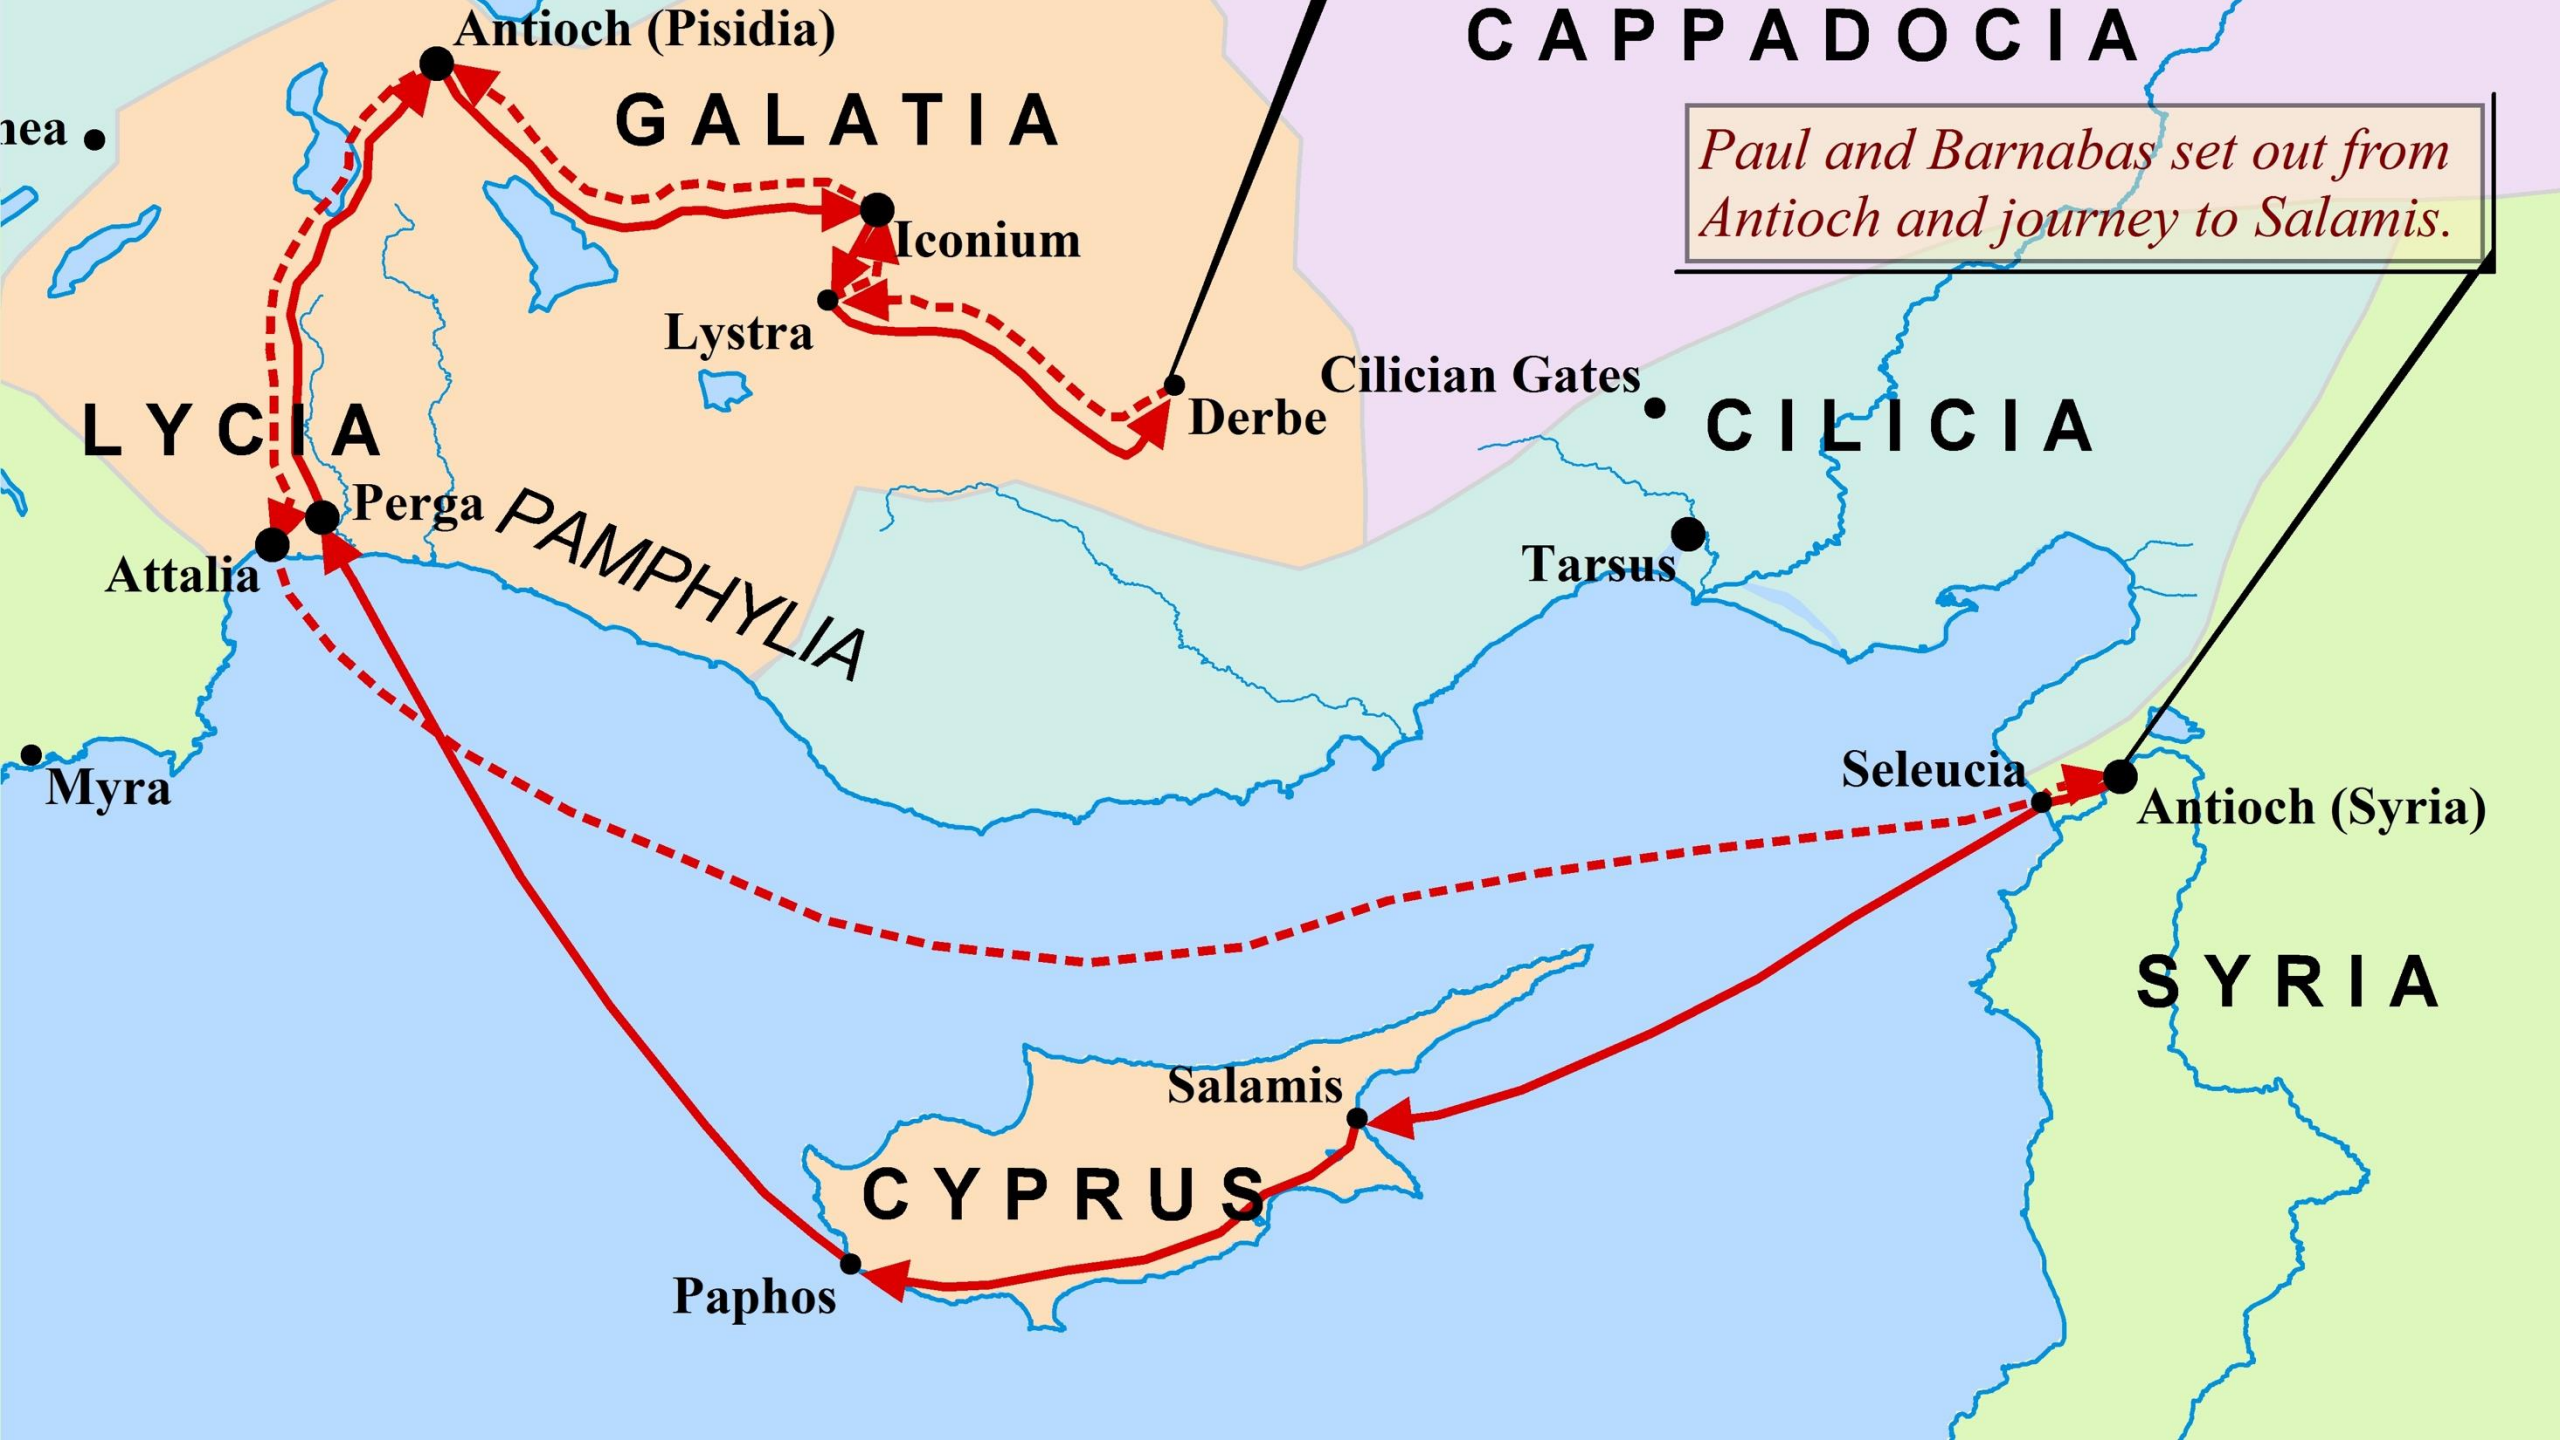 Antioch (Pisidia)
CAPPADOCIA
GALATIA
Paul and Barnabas set out from
Antioch and journey to Salamis.
Iconium
Lystra
Cilician Gates
Derbe
CILICIA
LYCIA
Perga
PAMPHYLIA
Attalia
Tarsus
Myra
Seleucia
Antioch (Syria)
SYRIA
Salamis
CYPRUS
Paphos